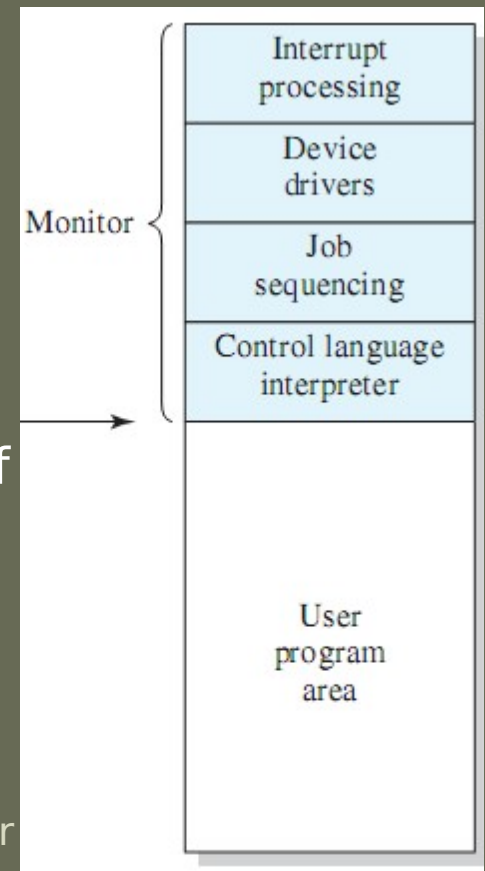 Interrupt
processing
Device
drivers
Monitor
Job
sequencing
Control language
interpreter
f
User
program
area
r